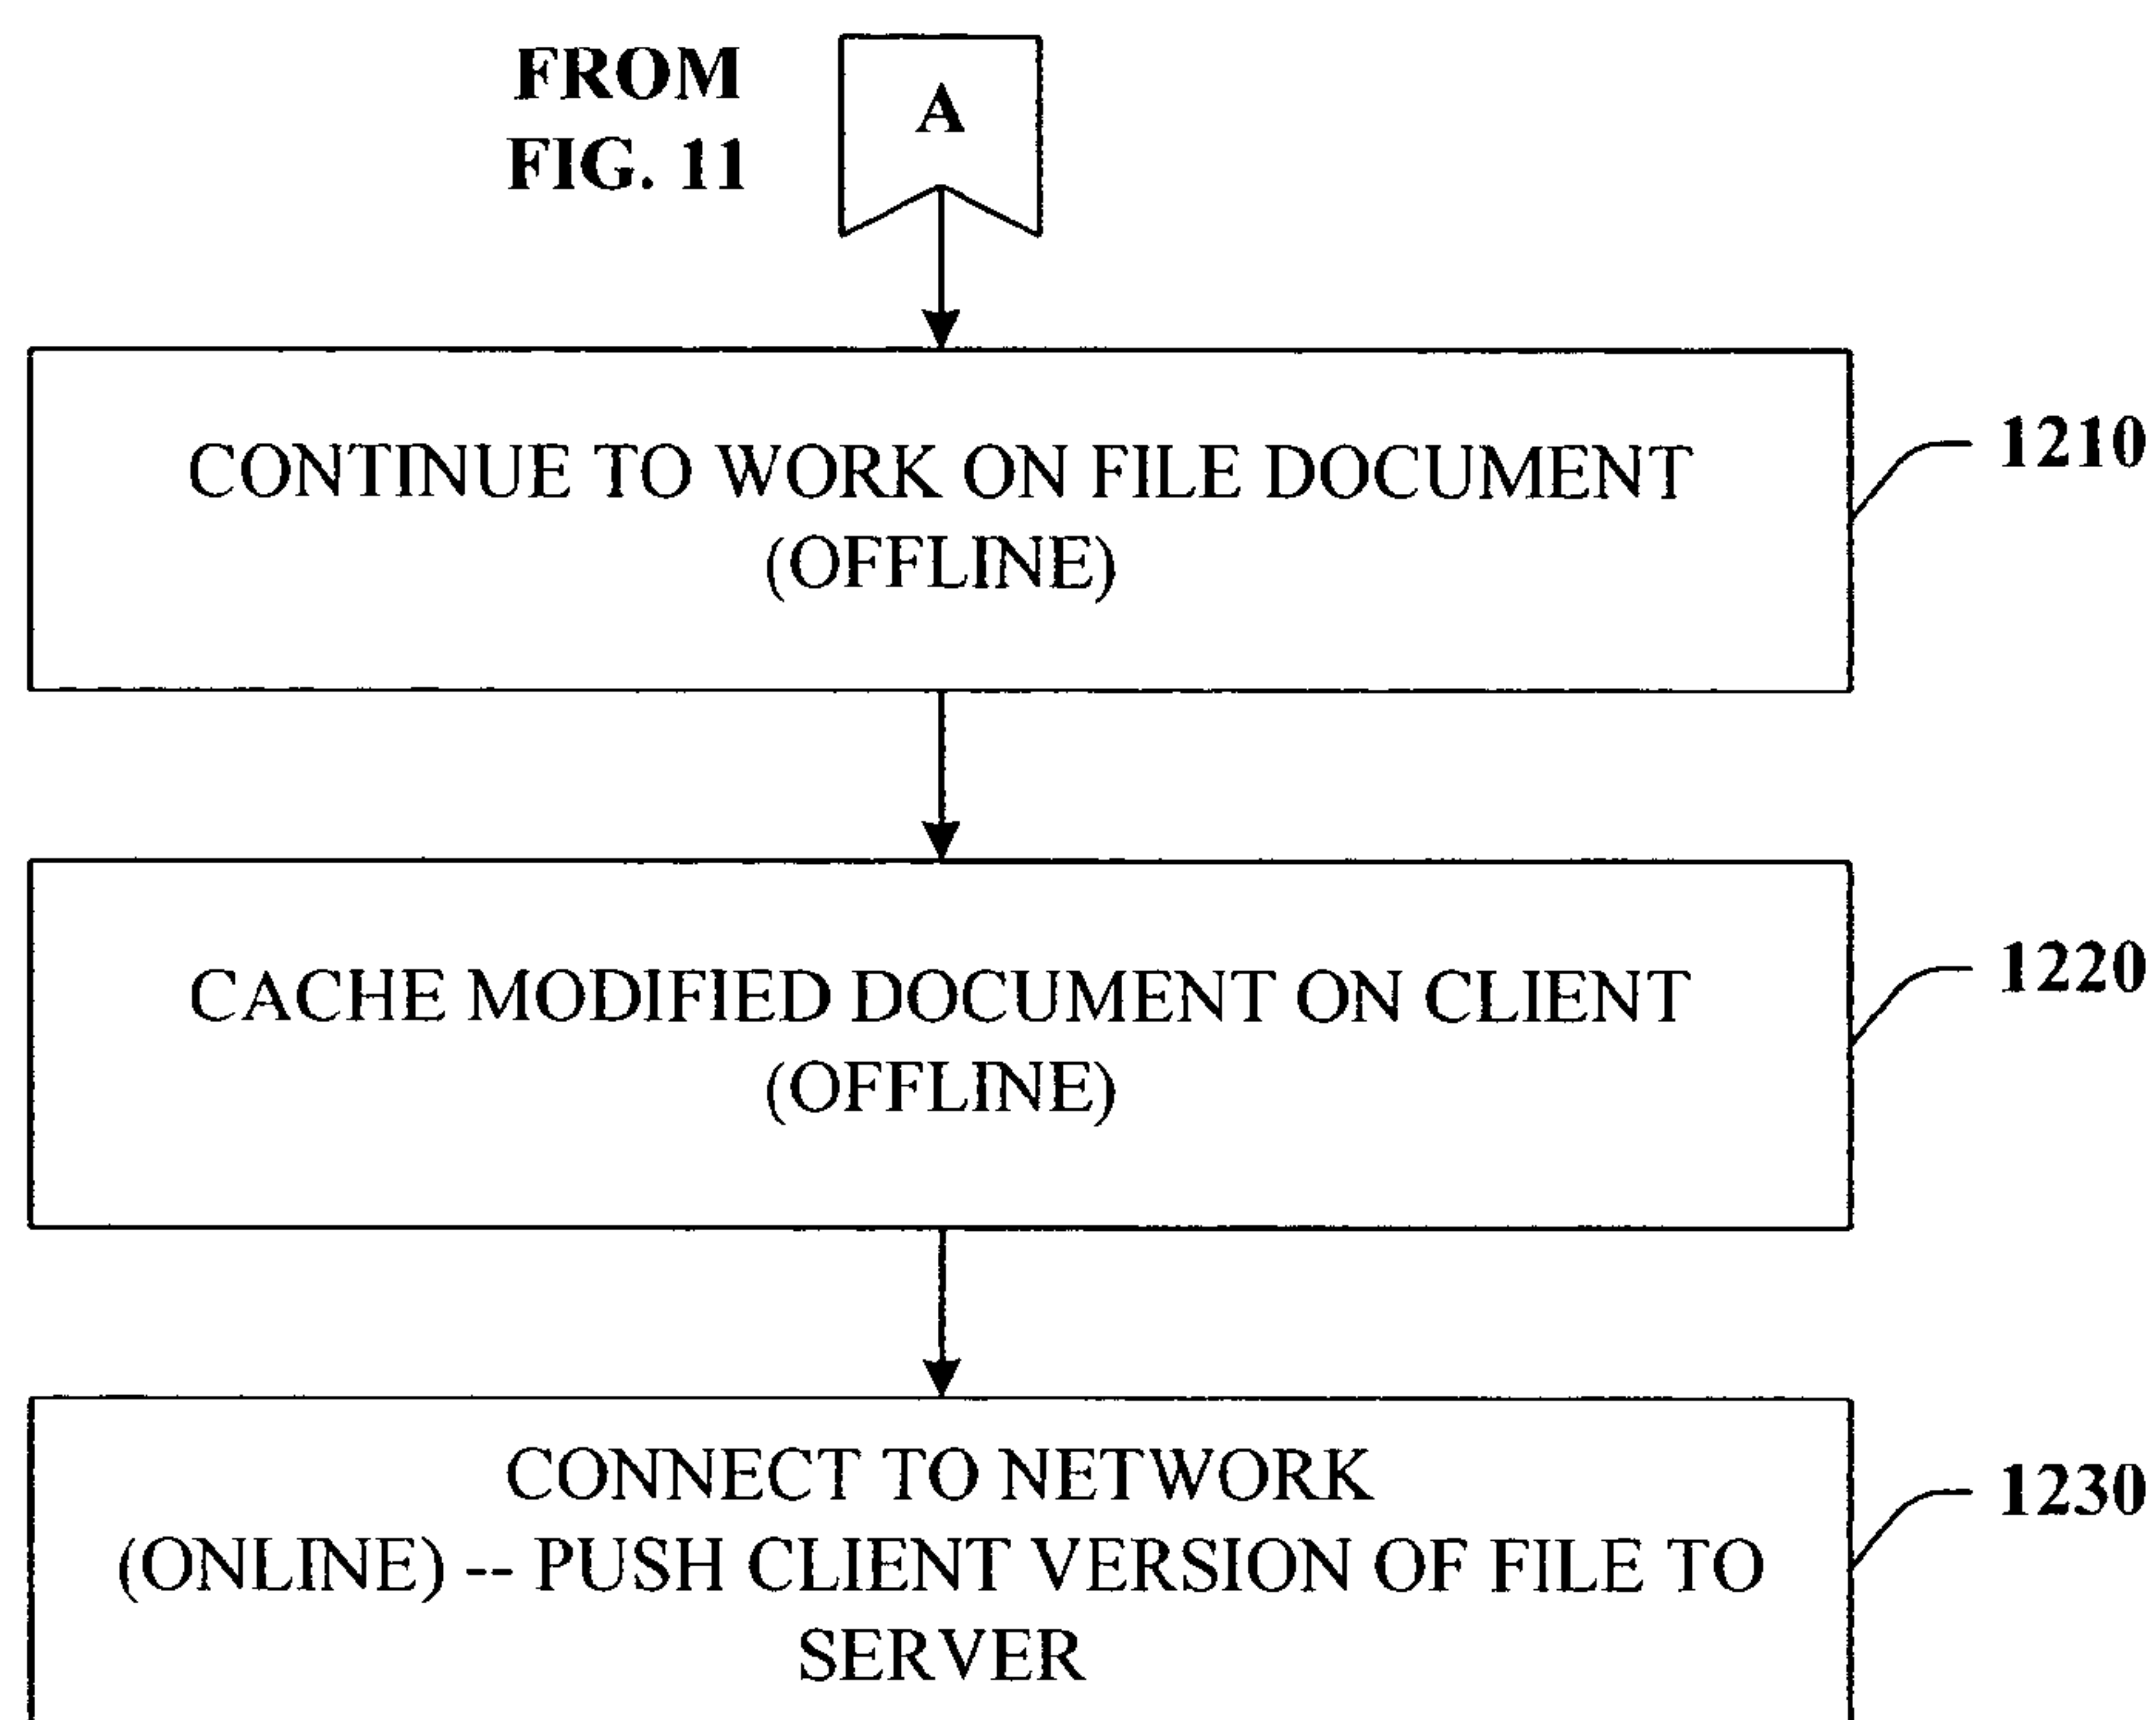 FROM
FIG. 11
A
CONTINUE TO WORK ON FILE DOCUMENT
(OFFLINE)
1210
CACHE MODIFIED DOCUMENT ON CLIENT
(OFFLINE)
1220
CONNECT TO NETWORK
(ONLINE) -- PUSH CLIENT VERSION OF FILE TO
SERVER
1230